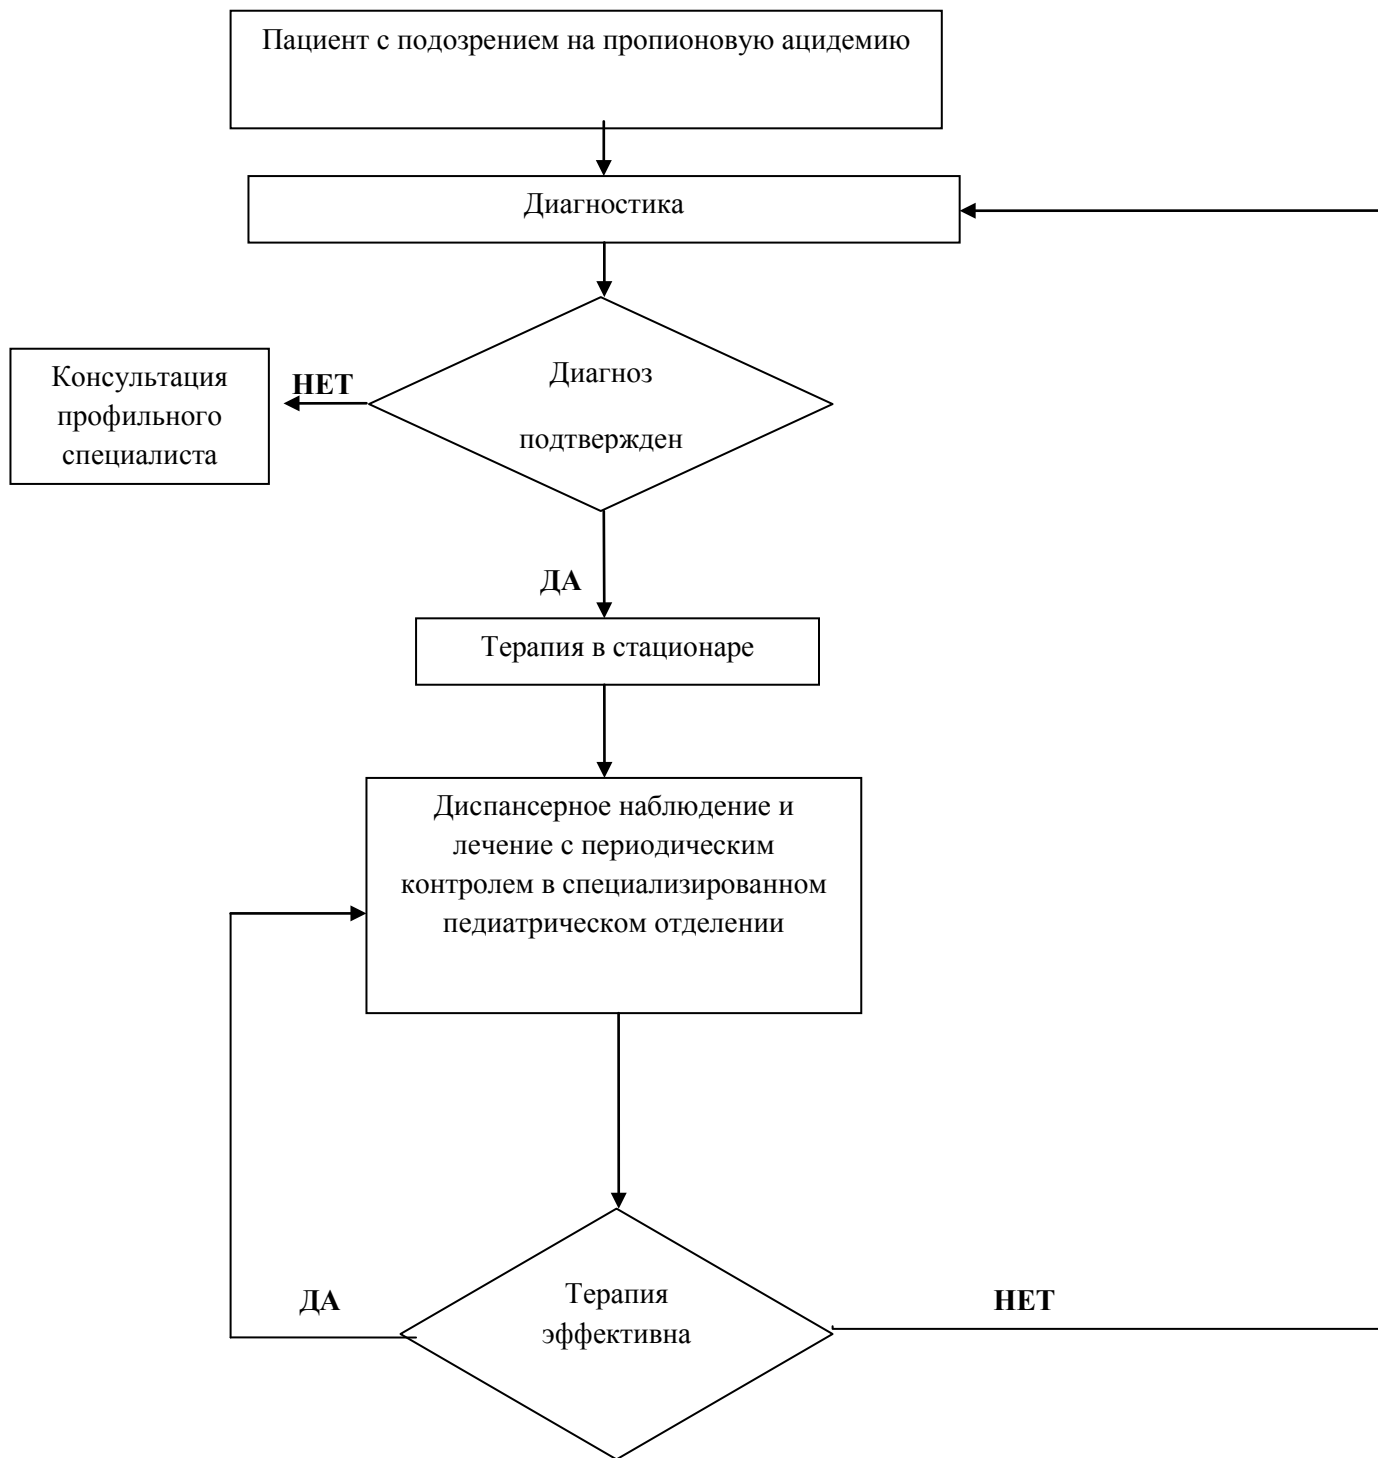 Пациент с подозрением на пропионовую ацидемию
Диагностика
Диагноз
подтвержден
НЕТ
Консультация
профильного
специалиста
ДА
Терапия в стационаре
Диспансерное наблюдение и
лечение с периодическим
контролем в специализированном
педиатрическом отделении
Терапия
эффективна
ДА
НЕТ